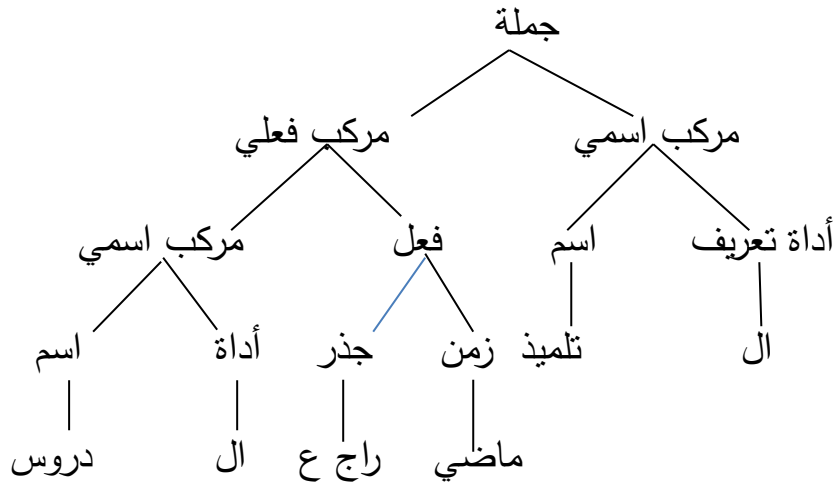 جملة
مركب اسمي مركب فعلي
أداة تعريف اسم فعل مركب اسمي
ال تلميذ زمن جذر أداة اسم
ماضي راج ع ال دروس